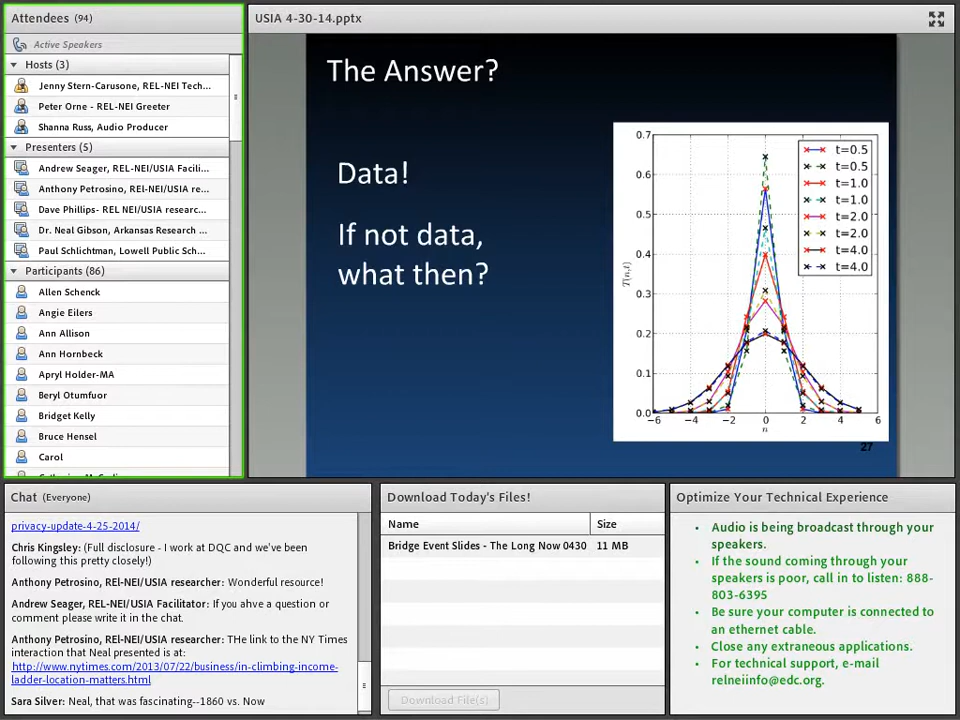 Attendees (94)
Active Speakers
Hosts (3)
Jenny Stern-Carusone, REL-NEI Tech...
Peter Orne - REL-NEI Greeter
Shanna Russ, Audio Producer
Presenters (5)
Andrew Seager, REL-NEI/USIA Facili...
Anthony Petrosino, REL-NEI/USIA re...
Dave Phillips- REL NEI/USIA researc...
Dr. Neal Gibson, Arkansas Research ...
Paul Schlichtman, Lowell Public Sch...
Participants (86)
Allen Schenck
Angie Eilers
Ann Allison
Ann Hornbeck
Apryl Holder-MA
Beryl Otumfuor
Bridget Kelly
Bruce Hensel
Carol
USIA 4-30-14.pptx
The Answer?
Data!
If not data,
what then?
0.7
0.6
0.5
0.4
0.3
0.2
0.1
0.0
T(n,t)
−6 −4 −2 0 2 4 6
n
t=0.5
t=0.5
t=1.0
t=1.0
t=2.0
t=2.0
t=4.0
t=4.0
27
Chat (Everyone)
privacy-update-4-25-2014/
Chris Kingsley: (Full disclosure - I work at DQC and we've been
following this pretty closely!)
Anthony Petrosino, REl-NEI/USIA researcher: Wonderful resource!
Andrew Seager, REL-NEI/USIA Facilitator: If you ahve a question or
comment please write it in the chat.
Anthony Petrosino, REl-NEI/USIA researcher: THe link to the NY Times
interaction that Neal presented is at:
http://www.nytimes.com/2013/07/22/business/in-climbing-income-
ladder-location-matters.html
Sara Silver: Neal, that was fascinating--1860 vs. Now
Download Today's Files!
Name Size
Bridge Event Slides - The Long Now 0430 11 MB
Download File(s)
Optimize Your Technical Experience
• Audio is being broadcast through your
speakers.
• If the sound coming through your
speakers is poor, call in to listen: 888-
803-6395
• Be sure your computer is connected to
an ethernet cable.
• Close any extraneous applications.
• For technical support, e-mail
relneiinfo@edc.org.